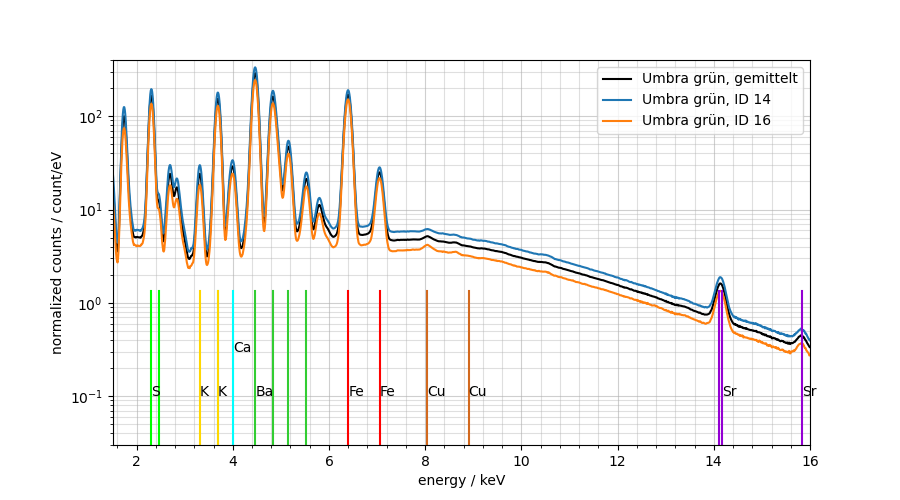 Umbra grün, gemittelt
Umbra grün, ID 14
Umbra grün, ID 16
normalized counts / count/eV
10²
10¹
10⁰
10⁻¹
Ca
S K K Ba Fe Fe Cu Cu Sr Sr
2 4 6 8 10 12 14 16
energy / keV